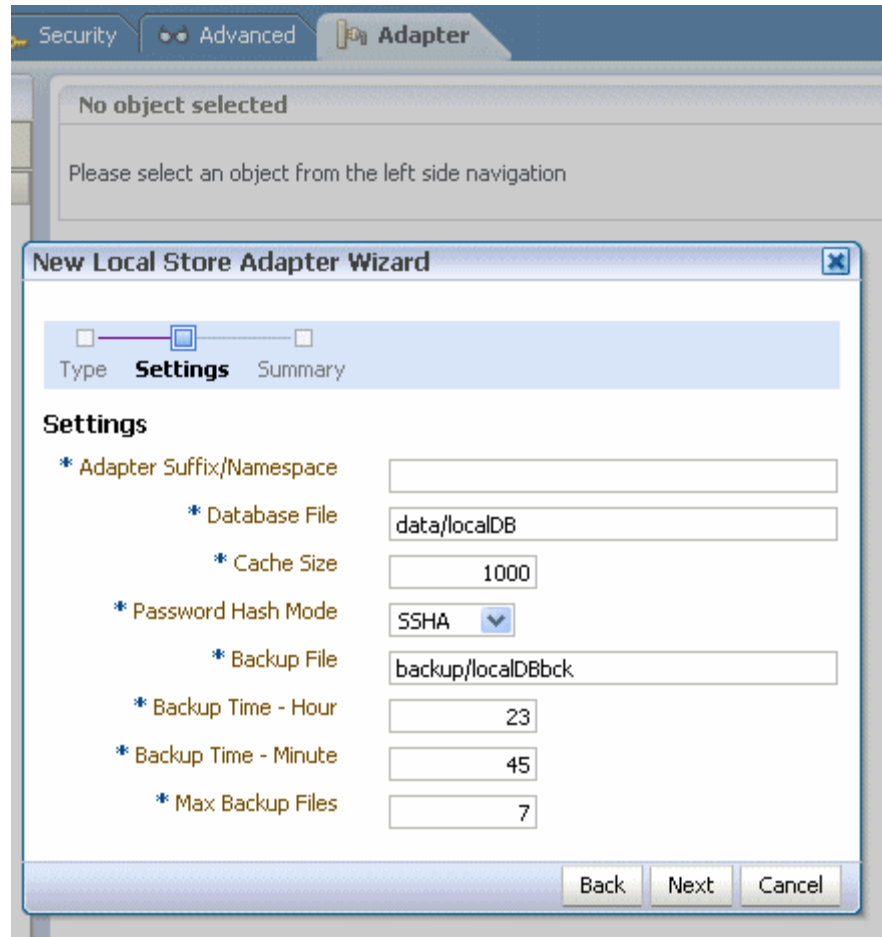 Security Advanced Adapter
No object selected
Please select an object from the left side navigation
New Local Store Adapter Wizard
Type Settings Summary
Settings
* Adapter Suffix/Namespace
* Database File data/localDB
* Cache Size 1000
* Password Hash Mode SSHA
* Backup File backup/localDBbck
* Backup Time - Hour 23
* Backup Time - Minute 45
* Max Backup Files 7
Back Next Cancel